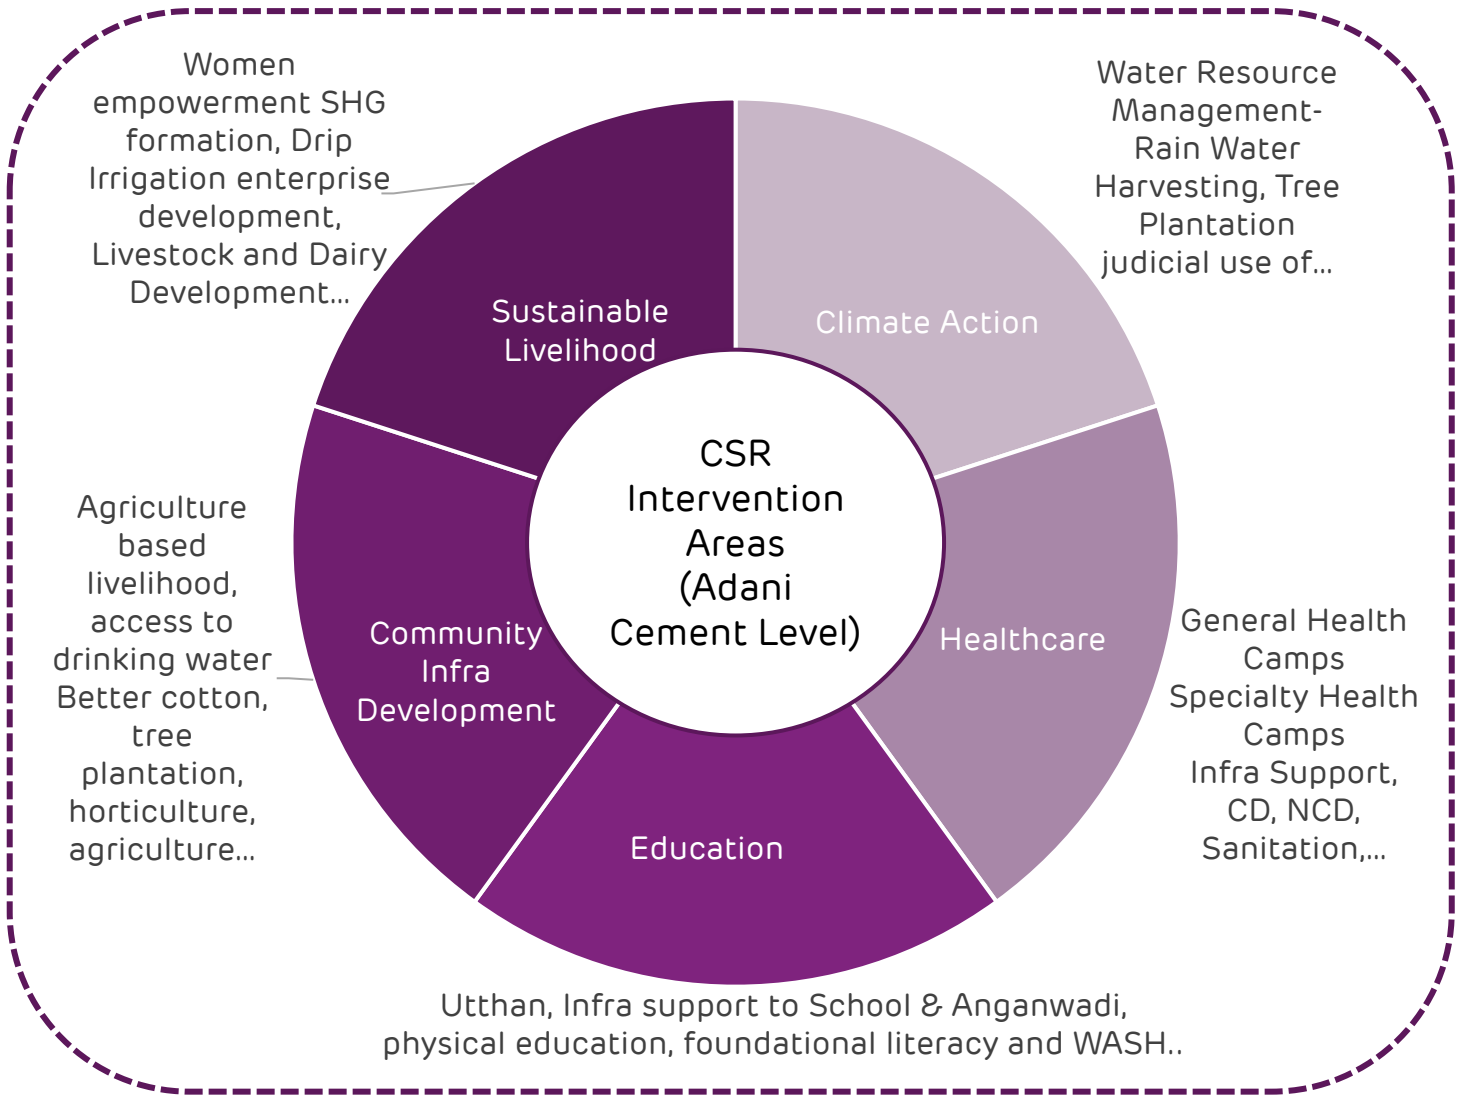 Women
empowerment SHG
formation, Drip
Irrigation enterprise
development,
Livestock and Dairy
Development...
Water Resource
Management-
Rain Water
Harvesting, Tree
Plantation
judicial use of...
Sustainable
Livelihood
Climate Action
CSR
Intervention
Areas
(Adani
Cement Level)
Agriculture
based
livelihood,
access to
drinking water
Better cotton,
tree
plantation,
horticulture,
agriculture...
Community
Infra
Development
Healthcare
General Health
Camps
Specialty Health
Camps
Infra Support,
CD, NCD,
Sanitation,...
Education
Utthan, Infra support to School & Anganwadi,
physical education, foundational literacy and WASH..